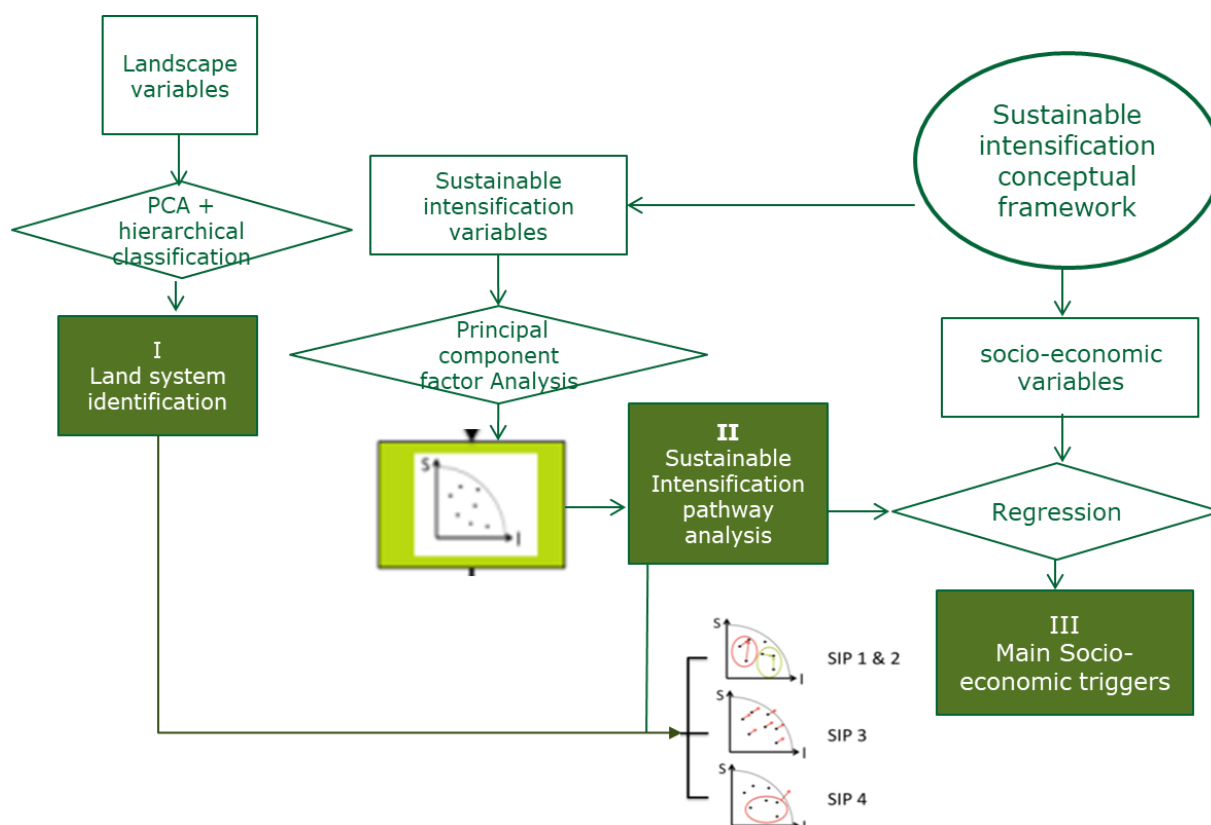 Landscape
variables
PCA +
hierarchical
classification
I
Land system
identification
Sustainable
intensification
variables
Principal
component
factor Analysis
S
I
II
Sustainable
Intensification
pathway
analysis
Sustainable
intensification
conceptual
framework
socio-economic
variables
Regression
III
Main Socio-
economic triggers
S
I
SIP 1 & 2
S
I
SIP 3
S
I
SIP 4